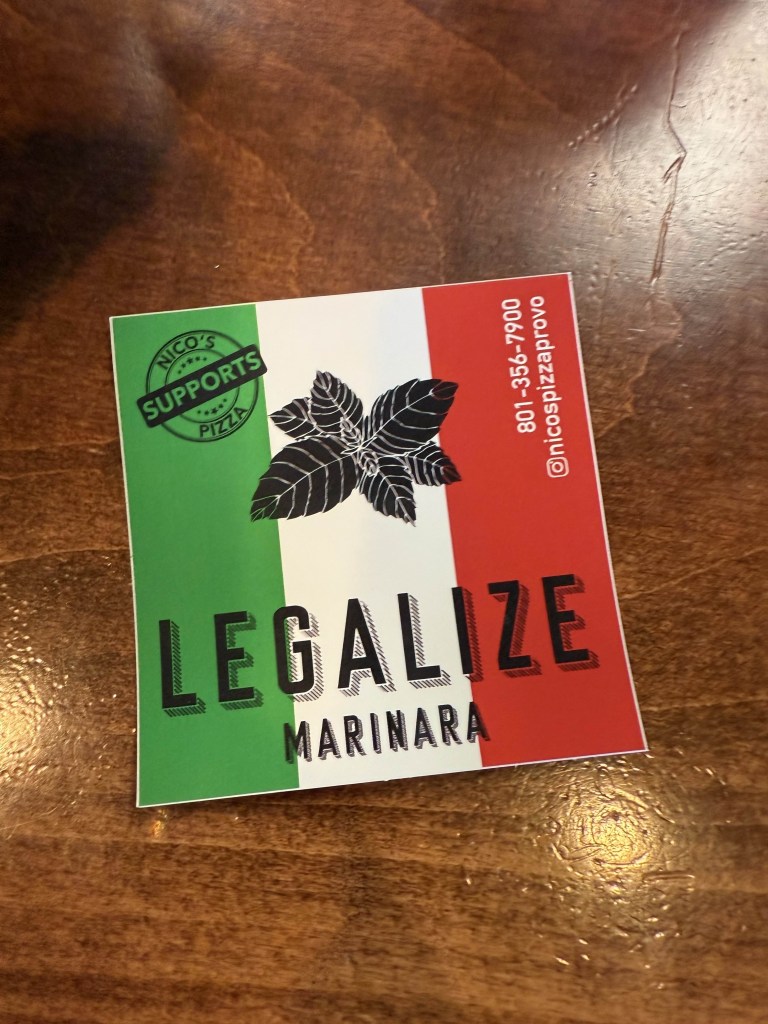 NICO'S
SUPPORTS
PIZZA
801-356-7900
@nicospizzaprovo
LEGALIZE
MARINARA